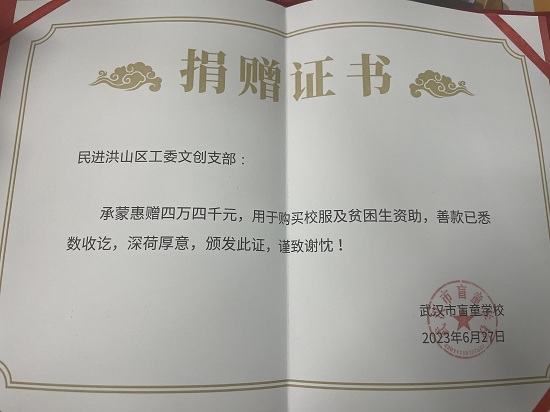 捐赠证书
民进洪山区工委文创支部：
承蒙惠赠四万四千元，用于购买校服及贫困生资助，善款已悉
数收讫，深荷厚意，颁发此证，谨致谢忱！
武汉市盲童学校
2023年6月27日